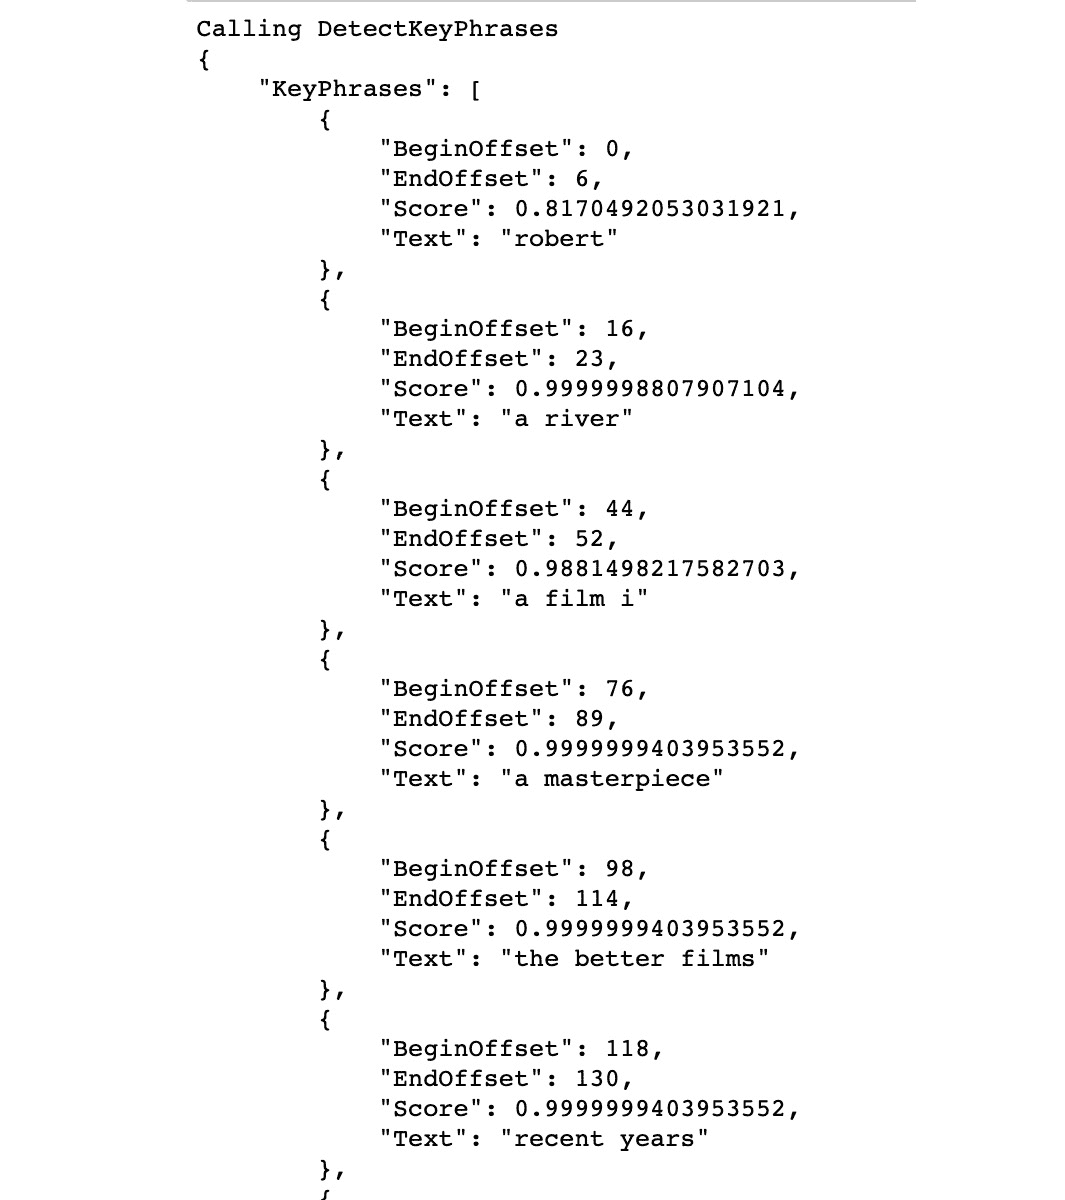 Calling DetectKeyPhrases
{
"KeyPhrases": [
{
"BeginOffset": 0,
"EndOffset": 6,
"Score": 0.8170492053031921,
"Text": "robert"
},
{
"BeginOffset": 16,
"EndOffset": 23,
"Score": 0.9999998807907104,
"Text": "a river"
},
{
"BeginOffset": 44,
"EndOffset": 52,
"Score": 0.9881498217582703,
"Text": "a film i"
},
{
"BeginOffset": 76,
"EndOffset": 89,
"Score": 0.9999999403953552,
"Text": "a masterpiece"
},
{
"BeginOffset": 98,
"EndOffset": 114,
"Score": 0.9999999403953552,
"Text": "the better films"
},
{
"BeginOffset": 118,
"EndOffset": 130,
"Score": 0.9999999403953552,
"Text": "recent years"
},
{